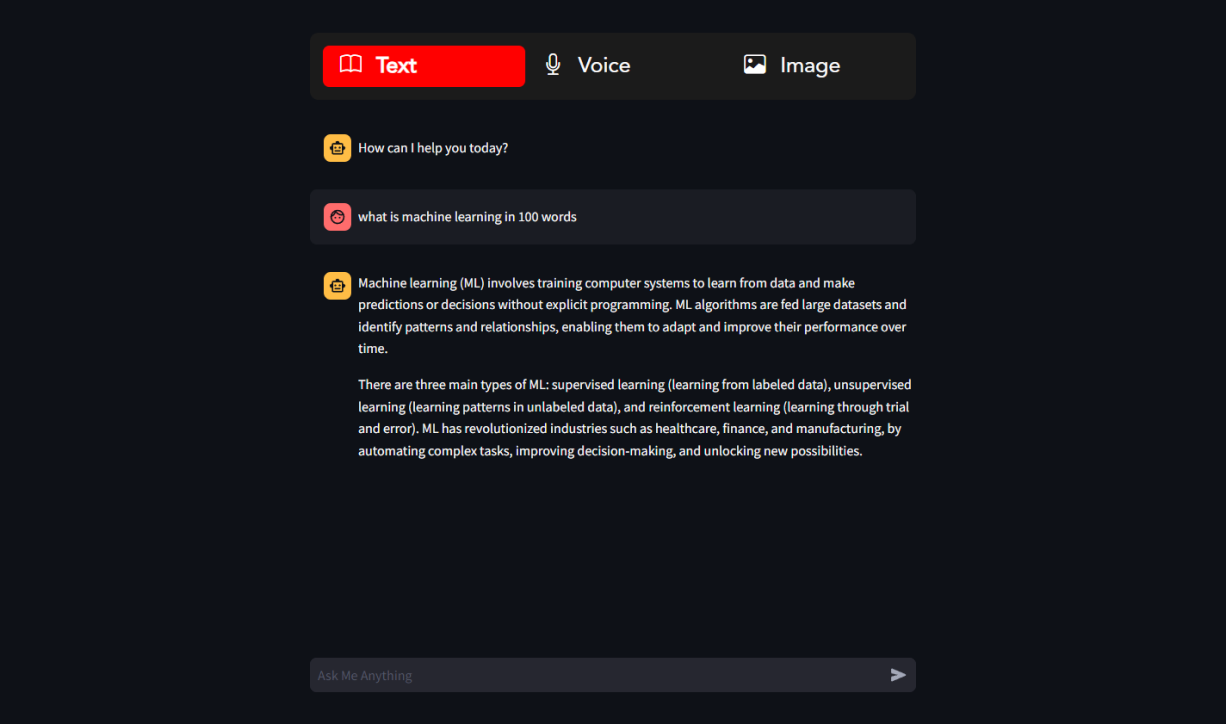 Text
Voice
Image
How can I help you today?
what is machine learning in 100 words
Machine learning (ML) involves training computer systems to learn from data and make
predictions or decisions without explicit programming. ML algorithms are fed large datasets and
identify patterns and relationships, enabling them to adapt and improve their performance over
time.
There are three main types of ML: supervised learning (learning from labeled data), unsupervised
learning (learning patterns in unlabeled data), and reinforcement learning (learning through trial
and error). ML has revolutionized industries such as healthcare, finance, and manufacturing, by
automating complex tasks, improving decision-making, and unlocking new possibilities.
Ask Me Anything